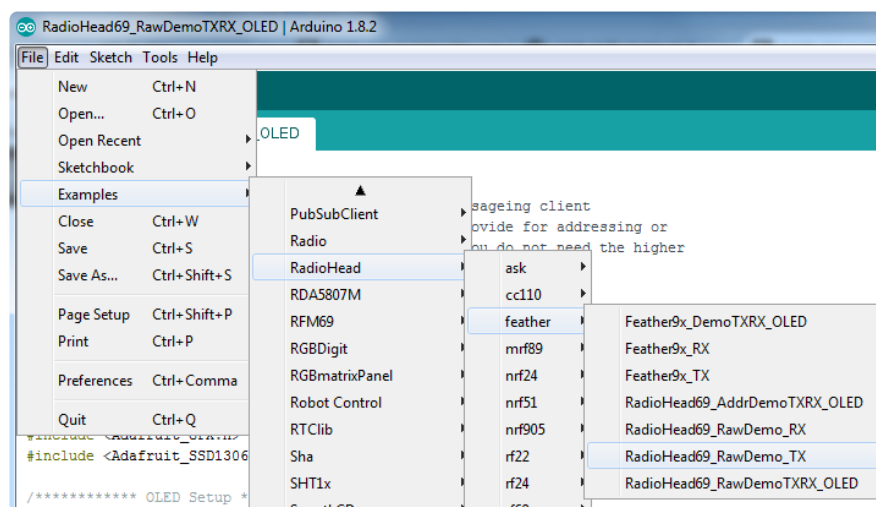 RadioHead69_RawDemoTXRX_OLED | Arduino 1.8.2
File Edit Sketch Tools Help
New Ctrl+N
Open... Ctrl+O
Open Recent
Sketchbook
Examples
Close Ctrl+W
Save Ctrl+S
Save As... Ctrl+Shift+S
Page Setup Ctrl+Shift+P
Print Ctrl+P
Preferences Ctrl+Comma
Quit Ctrl+Q
_OLED
sageing client
ovide for addressing or
ou do not need the higher
PubSubClient
Radio
RadioHead
RDA5807M
RFM69
RGBDigit
RGBmatrixPanel
Robot Control
RTClib
Sha
SHT1x
ask
cc110
feather
mrf89
nrf24
nrf51
nrf905
rf22
rf24
Feather9x_DemoTXRX_OLED
Feather9x_RX
Feather9x_TX
RadioHead69_AddrDemoTXRX_OLED
RadioHead69_RawDemo_RX
RadioHead69_RawDemo_TX
RadioHead69_RawDemoTXRX_OLED
#include <Adafruit_GFX.h>
#include <Adafruit_SSD1306
/************ OLED Setup *